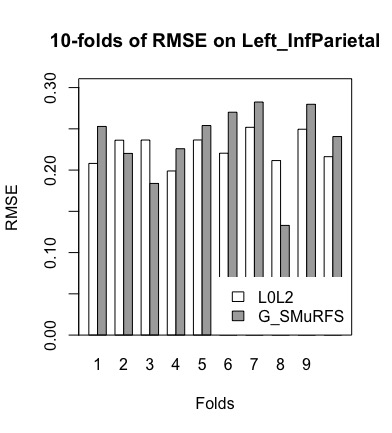 10-folds of RMSE on Left_InfParietal
0.30
0.20
0.10
0.00
RMSE
L0L2
G_SMuRFS
1 2 3 4 5 6 7 8 9
Folds